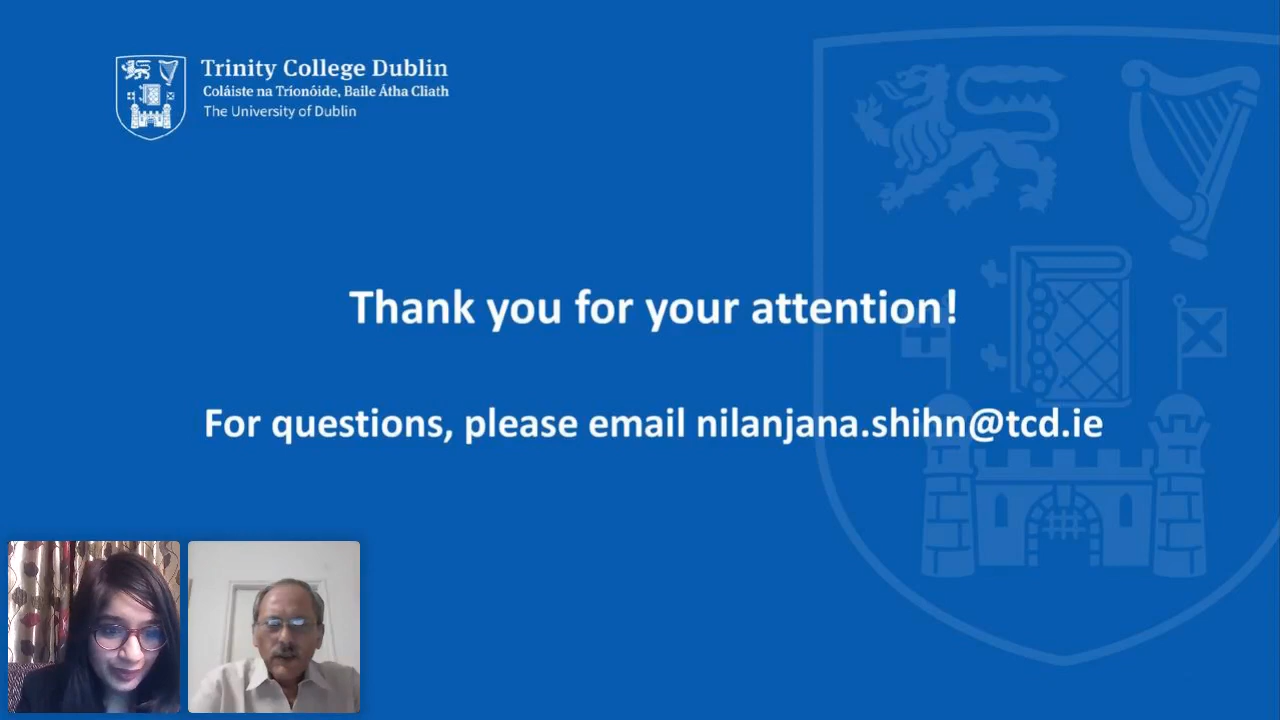 Trinity College Dublin
Coláiste na Tríonóide, Baile Átha Cliath
The University of Dublin
Thank you for your attention!
For questions, please email nilanjana.shihn@tcd.ie